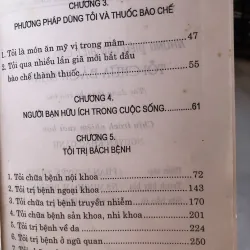 CHƯƠNG 3.
PHƯƠNG PHÁP DÙNG TỎI VÀ THUỐC BÀO CHẾ
1. Tỏi là món ăn mỹ vị trong mâm 47
2. Tỏi qua nhiều lần giã mới bắt đầu
bào chế thành thuốc 55
CHƯƠNG 4.
NGƯỜI BẠN HỮU ÍCH TRONG CUỘC SỐNG 61
CHƯƠNG 5.
TỎI TRỊ BÁCH BỆNH
1. Tỏi chữa bệnh nội khoa 72
2. Tỏi trị bệnh ngoại khoa 143
3. Tỏi trị bệnh truyền nhiễm 170
4. Tỏi chữa bệnh sản khoa, nhi khoa 200
5. Tỏi trị bệnh về da 224
6. Tỏi trị bệnh ở ngũ quan 250